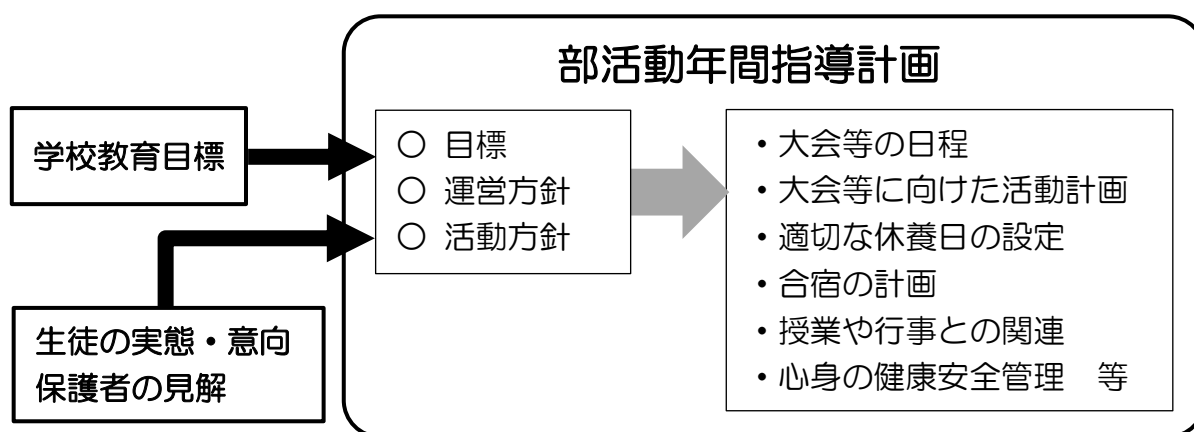 部活動年間指導計画
学校教育目標
生徒の実態・意向
保護者の見解
○ 目標
○ 運営方針
○ 活動方針
・大会等の日程
・大会等に向けた活動計画
・適切な休養日の設定
・合宿の計画
・授業や行事との関連
・心身の健康安全管理　等